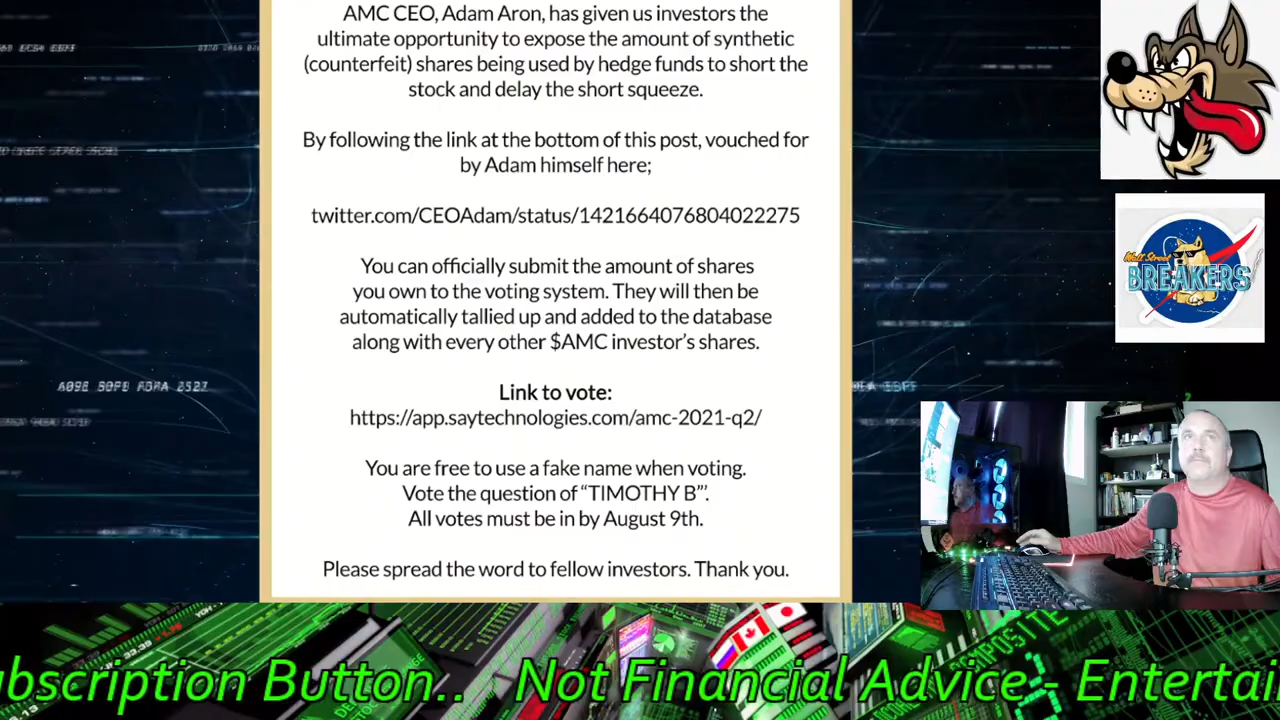 AMC CEO, Adam Aron, has given us investors the
ultimate opportunity to expose the amount of synthetic
(counterfeit) shares being used by hedge funds to short the
stock and delay the short squeeze.
By following the link at the bottom of this post, vouched for
by Adam himself here;
twitter.com/CEOAdam/status/1421664076804022275
You can officially submit the amount of shares
you own to the voting system. They will then be
automatically tallied up and added to the database
along with every other $AMC investor's shares.
Link to vote:
https://app.saytechnologies.com/amc-2021-q2/
You are free to use a fake name when voting.
Vote the question of “TIMOTHY B”’.
All votes must be in by August 9th.
Please spread the word to fellow investors. Thank you.
Wall Street
BREAKERS
ubscription Button.. Not Financial Advice - Entertai